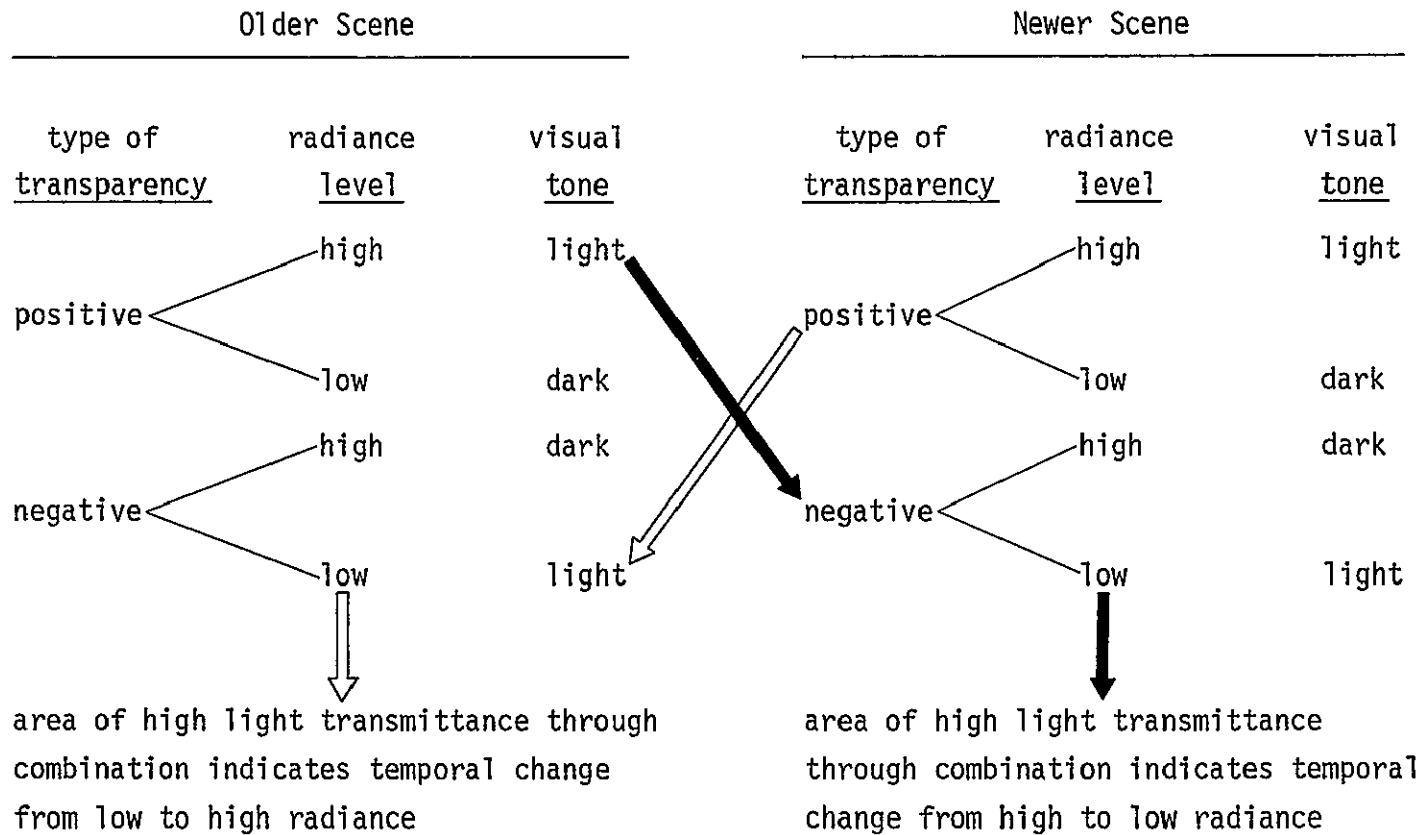 Older Scene Newer Scene
type of radiance visual type of radiance visual
transparency level tone transparency level tone
high light high light
positive positive
low dark low dark
high dark high dark
negative negative
low light low light
area of high light transmittance through
combination indicates temporal change
from low to high radiance
area of high light transmittance
through combination indicates temporal
change from high to low radiance